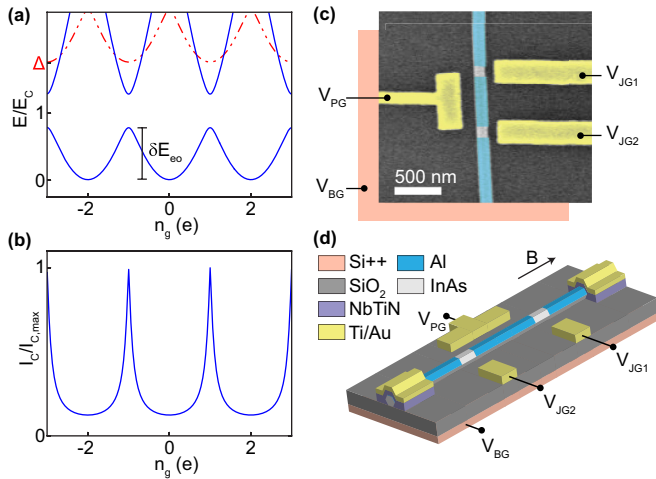 (a)
E/E_C
Δ
1
0
δE_eo
-2
0
2
n_g (e)
(b)
I_C/I_C,max
1
0
-2
0
2
n_g (e)
(c)
V_PG
V_JG1
V_JG2
V_BG
500 nm
(d)
Si++
Al
SiO_2
InAs
NbTiN
Ti/Au
B
V_PG
V_JG1
V_JG2
V_BG